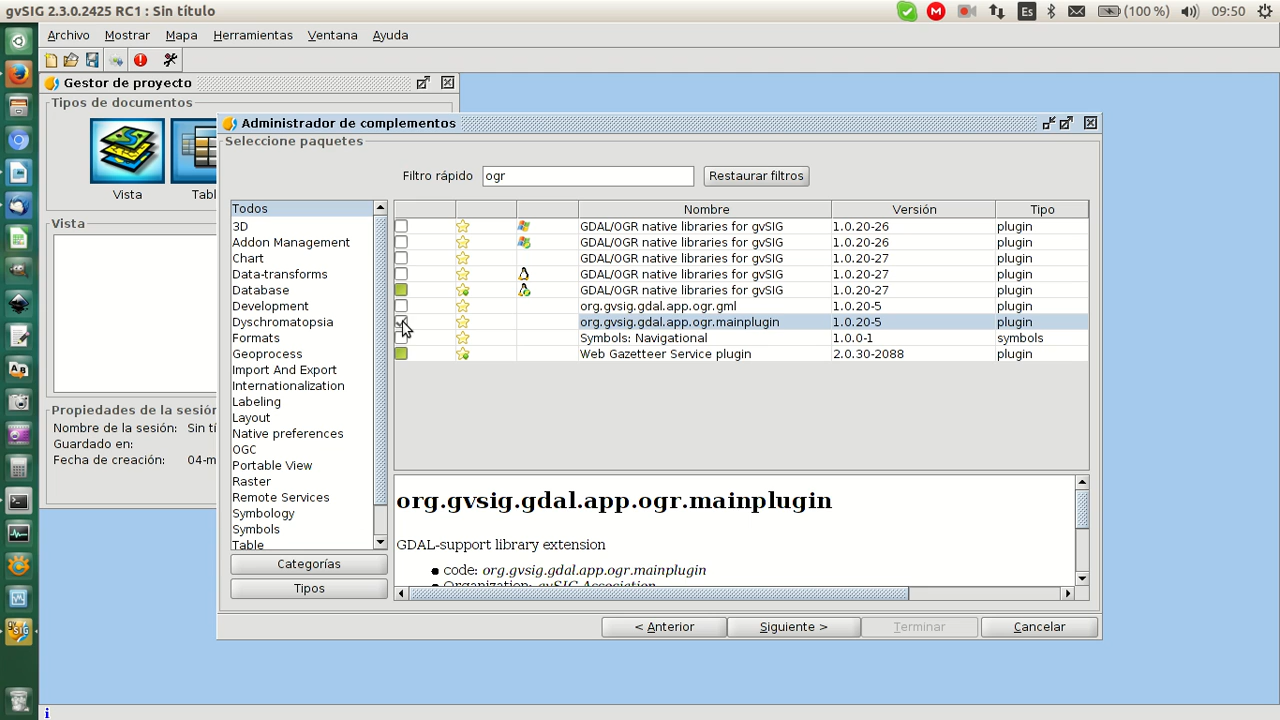 gvSIG 2.3.0.2425 RC1 : Sin título
Es
(100 %)
09:50
Archivo Mostrar Mapa Herramientas Ventana Ayuda
Gestor de proyecto
Tipos de documentos
Vista
Tabl
Vista
Propiedades de la sesión
Nombre de la sesión: Sin tí
Guardado en:
Fecha de creación: 04-m
Administrador de complementos
Seleccione paquetes
Filtro rápido ogr Restaurar filtros
Todos
3D
Addon Management
Chart
Data-transforms
Database
Development
Dyschromatopsia
Formats
Geoprocess
Import And Export
Internationalization
Labeling
Layout
Native preferences
OGC
Portable View
Raster
Remote Services
Symbology
Symbols
Table
Categorías
Tipos
Nombre Versión Tipo
GDAL/OGR native libraries for gvSIG 1.0.20-26 plugin
GDAL/OGR native libraries for gvSIG 1.0.20-26 plugin
GDAL/OGR native libraries for gvSIG 1.0.20-27 plugin
GDAL/OGR native libraries for gvSIG 1.0.20-27 plugin
GDAL/OGR native libraries for gvSIG 1.0.20-27 plugin
org.gvsig.gdal.app.ogr.gml 1.0.20-5 plugin
org.gvsig.gdal.app.ogr.mainplugin 1.0.20-5 plugin
Symbols: Navigational 1.0.0-1 symbols
Web Gazetteer Service plugin 2.0.30-2088 plugin
org.gvsig.gdal.app.ogr.mainplugin
GDAL-support library extension
code: org.gvsig.gdal.app.ogr.mainplugin
Organization: gvSIG Association
< Anterior Siguiente > Terminar Cancelar